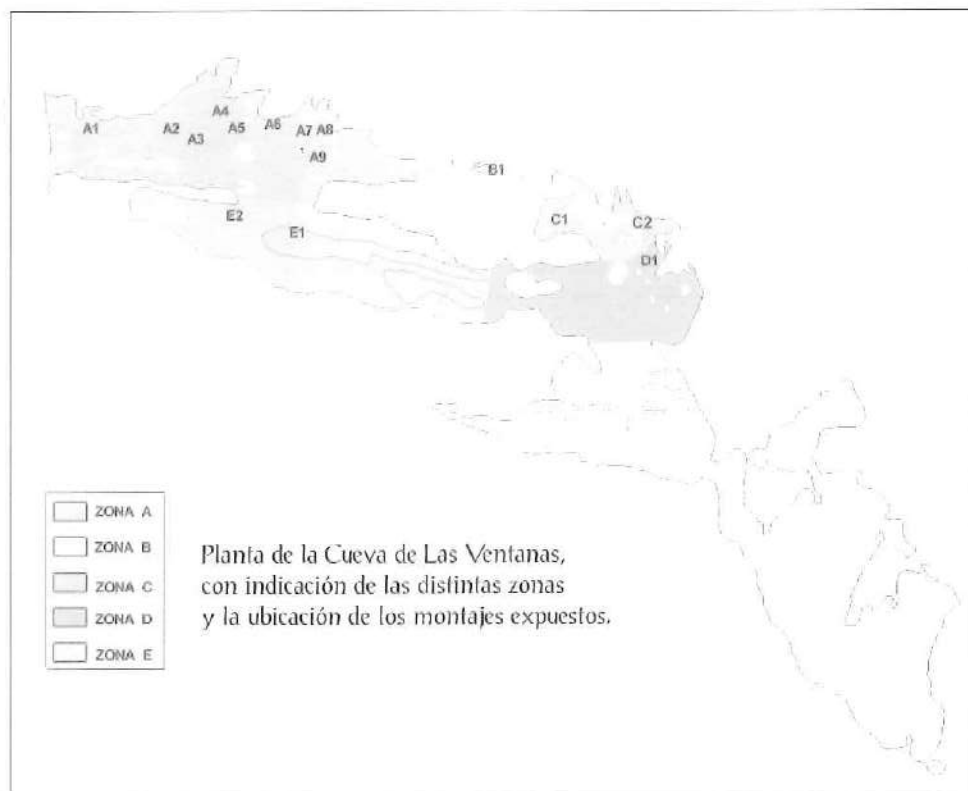 A1
A2
A3
A4
A5
A6
A7
A8
A9
B1
C1
C2
D1
E2
E1
ZONA A
ZONA B
ZONA C
ZONA D
ZONA E
Planta de la Cueva de Las Ventanas,
con indicación de las distintas zonas
y la ubicación de los montajes expuestos.